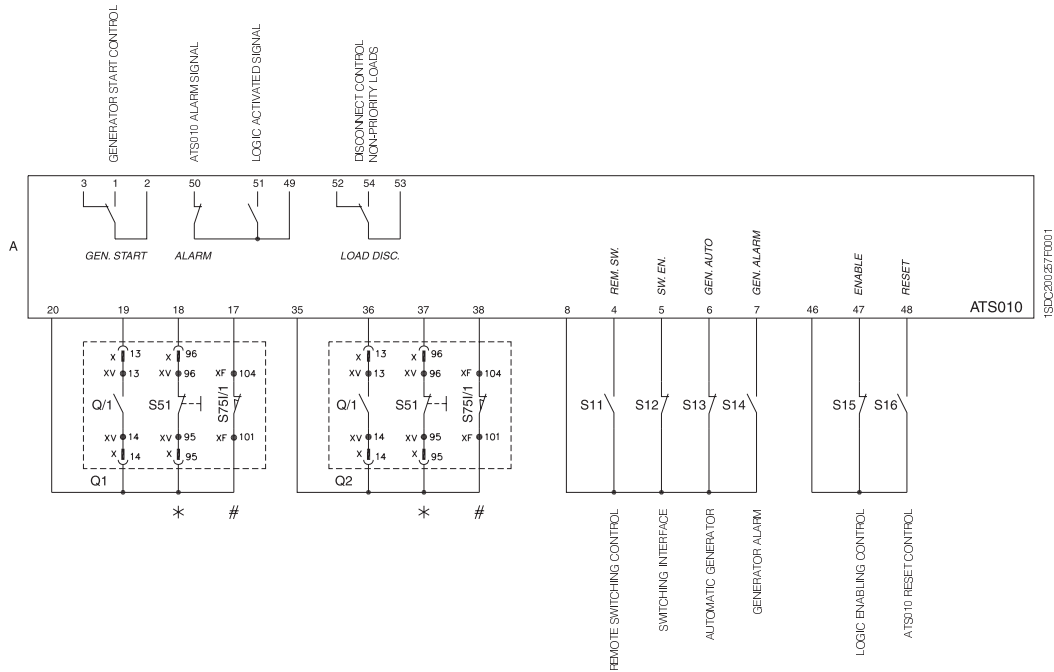 GENERATOR START CONTROL
ATS010 ALARM SIGNAL
LOGIC ACTIVATED SIGNAL
DISCONNECT CONTROL
NON-PRIORITY LOADS
3 1 2 50 51 49 52 54 53
A
GEN. START ALARM LOAD DISC.
REM. SW.
SW. EN.
GEN. AUTO
GEN. ALARM
ENABLE
RESET
ATS010
1SDC200257F0001
20 19 18 17 35 36 37 38 8 4 5 6 7 46 47 48
X 13 X 96 X 13 X 96
XV 13 XV 96 XF 104 XV 13 XV 96 XF 104
Q/1 S51 S75I/1 Q/1 S51 S75I/1 S11 S12 S13 S14 S15 S16
XV 14 XV 95 XF 101 XV 14 XV 95 XF 101
X 14 X 95 X 14 X 95
Q1 Q2
* # * #
REMOTE SWITCHING CONTROL
SWITCHING INTERFACE
AUTOMATIC GENERATOR
GENERATOR ALARM
LOGIC ENABLING CONTROL
ATS010 RESET CONTROL